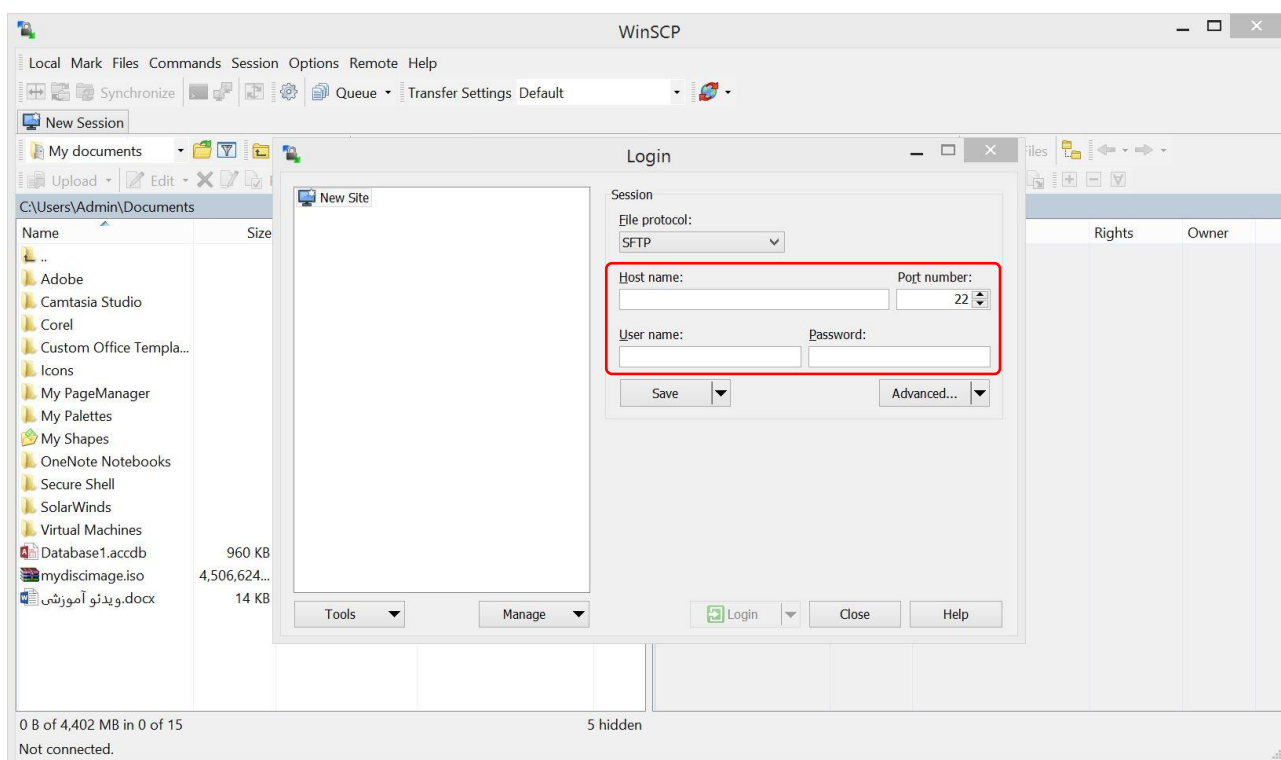 WinSCP
Local Mark Files Commands Session Options Remote Help
Synchronize Queue Transfer Settings Default
New Session
My documents
Upload Edit
C:\Users\Admin\Documents
Name Size
..
Adobe
Camtasia Studio
Corel
Custom Office Templa...
Icons
My PageManager
My Palettes
My Shapes
OneNote Notebooks
Secure Shell
SolarWinds
Virtual Machines
Database1.accdb 960 KB
mydiscimage.iso 4,506,624...
ویدئو آموزشی.docx 14 KB
Login
New Site
Session
File protocol:
SFTP
Host name: Port number:
22
User name: Password:
Save Advanced...
Tools Manage Login Close Help
iles
Rights Owner
0 B of 4,402 MB in 0 of 15 5 hidden
Not connected.